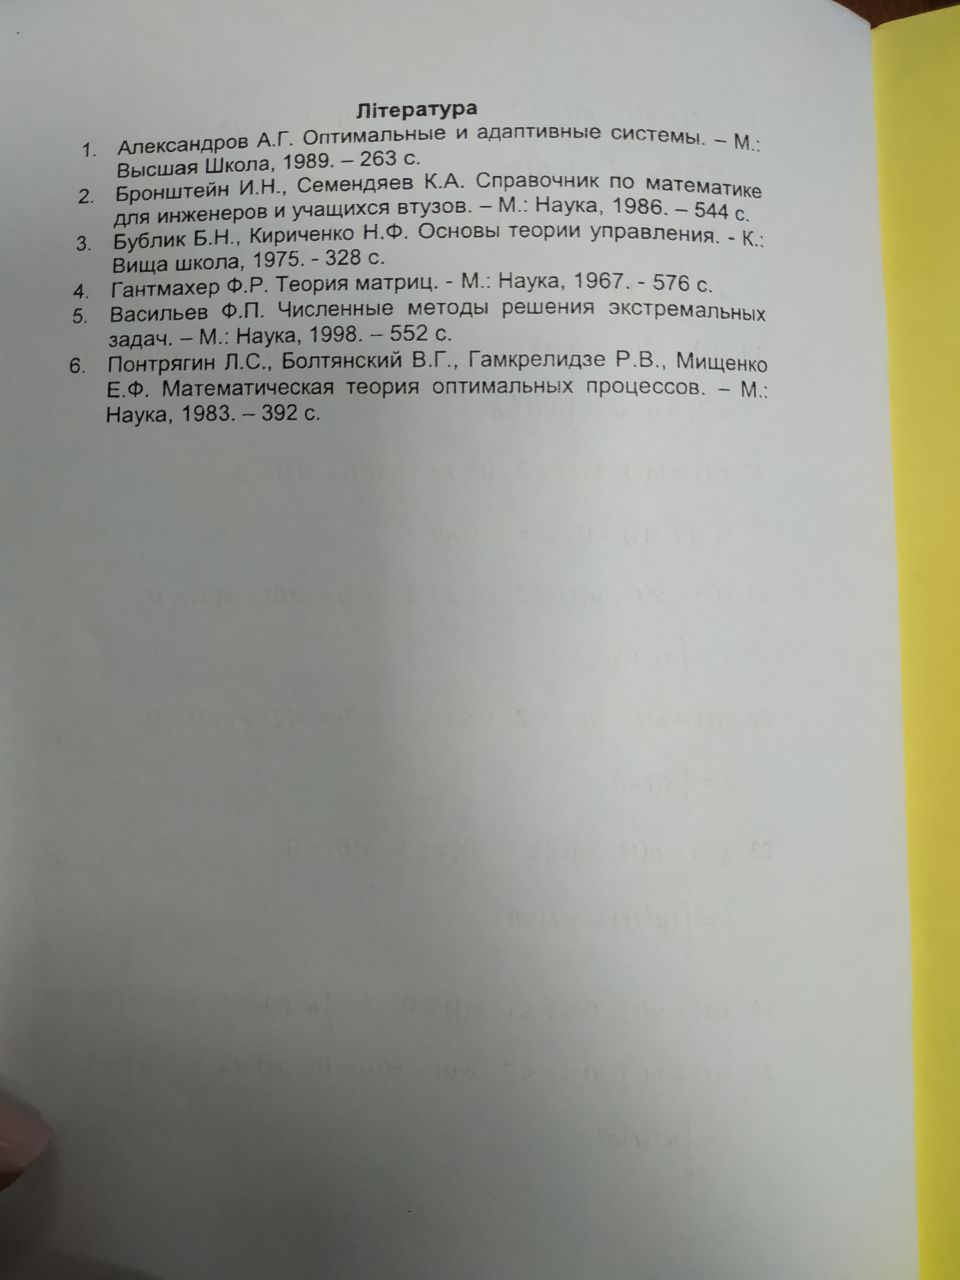 Література
1. Александров А.Г. Оптимальные и адаптивные системы. – М.:
Высшая Школа, 1989. – 263 с.
2. Бронштейн И.Н., Семендяев К.А. Справочник по математике
для инженеров и учащихся втузов. – М.: Наука, 1986. – 544 с.
3. Бублик Б.Н., Кириченко Н.Ф. Основы теории управления. - К.:
Вища школа, 1975. - 328 с.
4. Гантмахер Ф.Р. Теория матриц. - М.: Наука, 1967. - 576 с.
5. Васильев Ф.П. Численные методы решения экстремальных
задач. – М.: Наука, 1998. – 552 с.
6. Понтрягин Л.С., Болтянский В.Г., Гамкрелидзе Р.В., Мищенко
Е.Ф. Математическая теория оптимальных процессов. – М.:
Наука, 1983. – 392 с.